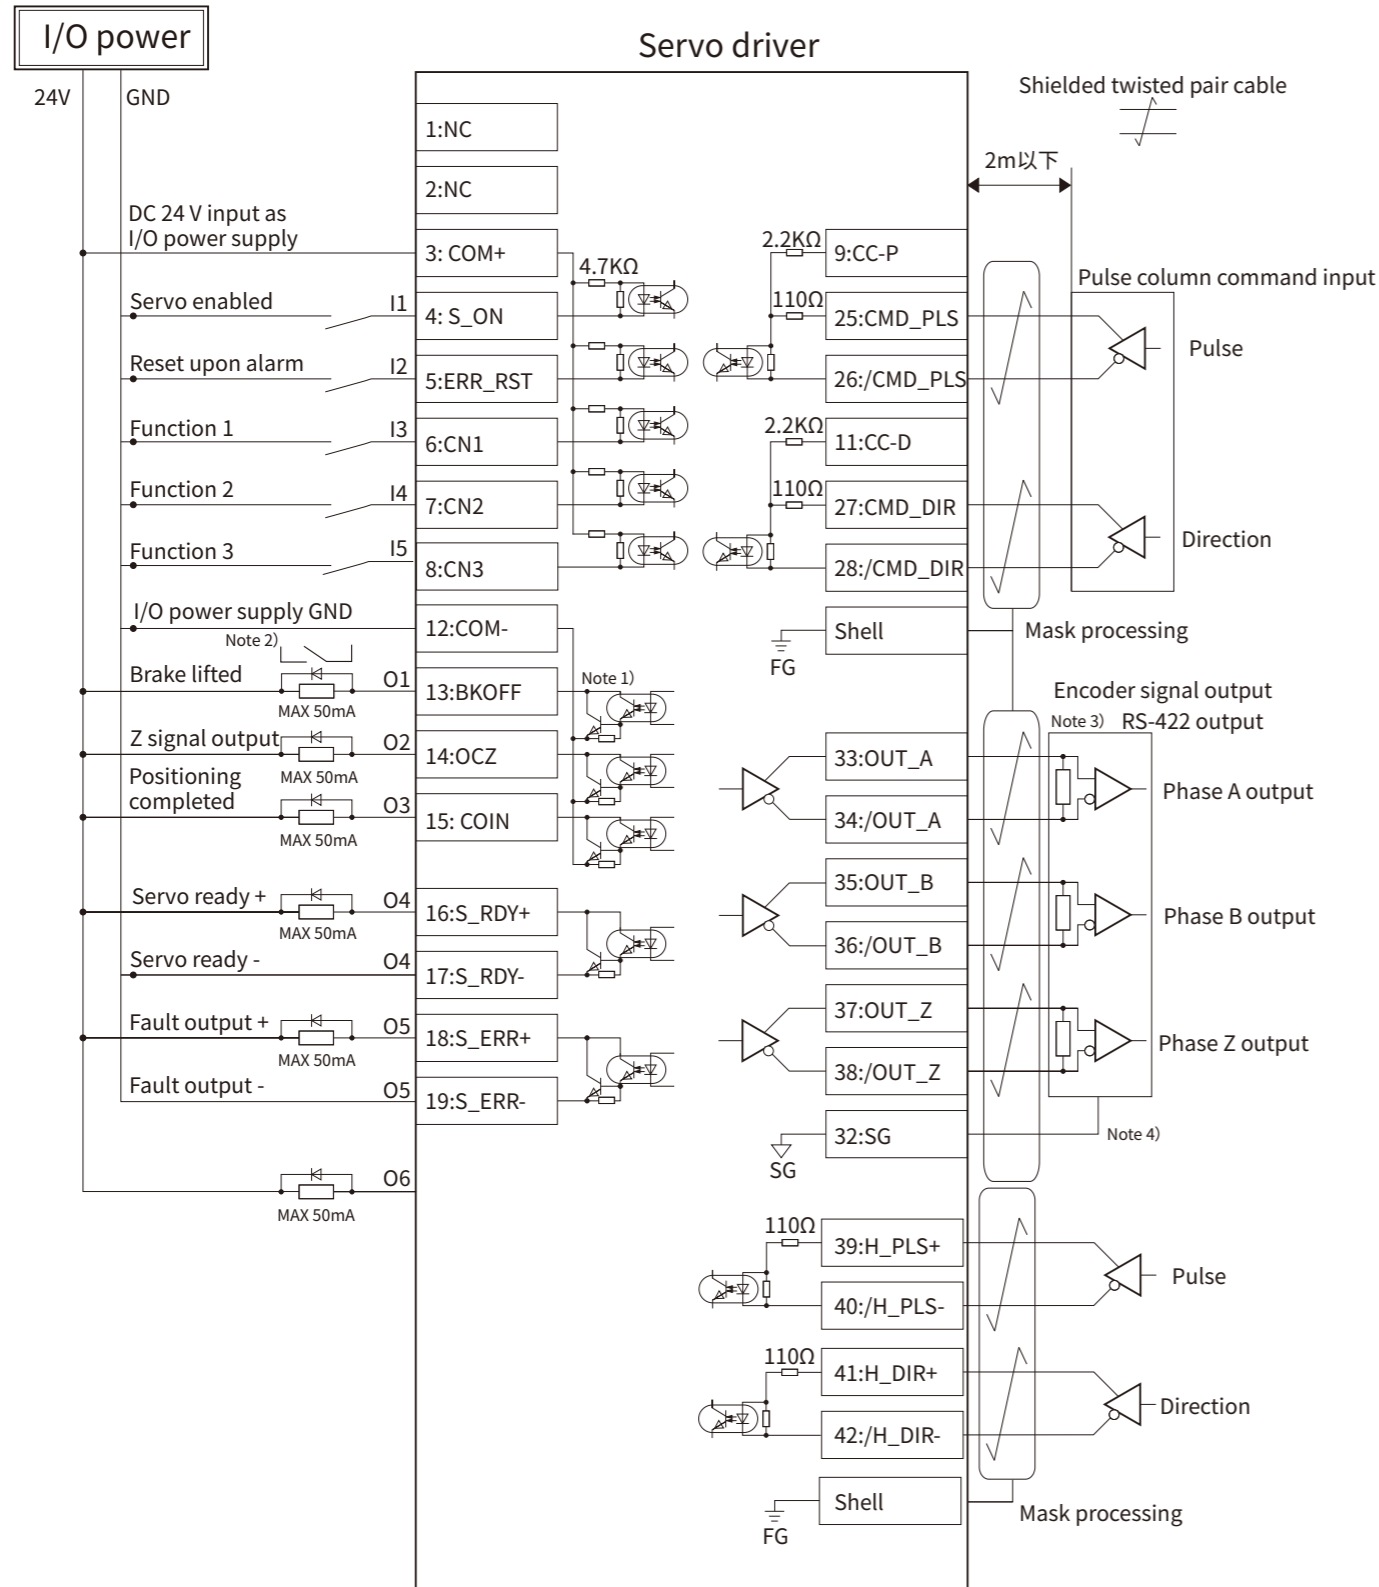 I/O power
Servo driver
24V
GND
Shielded twisted pair cable
2m以下
1:NC
2:NC
DC 24 V input as
I/O power supply
3: COM+
4.7KΩ
2.2KΩ
9:CC-P
Pulse column command input
Servo enabled
I1
4: S_ON
110Ω
25:CMD_PLS
Pulse
Reset upon alarm
I2
5:ERR_RST
26:/CMD_PLS
Function 1
I3
6:CN1
2.2KΩ
11:CC-D
Function 2
I4
7:CN2
110Ω
27:CMD_DIR
Direction
Function 3
I5
8:CN3
28:/CMD_DIR
I/O power supply GND
12:COM-
Shell
FG
Mask processing
Note 2)
Brake lifted
MAX 50mA
O1
13:BKOFF
Note 1)
Encoder signal output
Note 3) RS-422 output
Z signal output
MAX 50mA
O2
14:OCZ
33:OUT_A
Phase A output
Positioning
completed
MAX 50mA
O3
15: COIN
34:/OUT_A
Servo ready +
MAX 50mA
O4
16:S_RDY+
35:OUT_B
Phase B output
Servo ready -
O4
17:S_RDY-
36:/OUT_B
Fault output +
MAX 50mA
O5
18:S_ERR+
37:OUT_Z
Phase Z output
Fault output -
O5
19:S_ERR-
38:/OUT_Z
32:SG
SG
Note 4)
O6
MAX 50mA
110Ω
39:H_PLS+
Pulse
40:/H_PLS-
110Ω
41:H_DIR+
Direction
42:/H_DIR-
Shell
FG
Mask processing